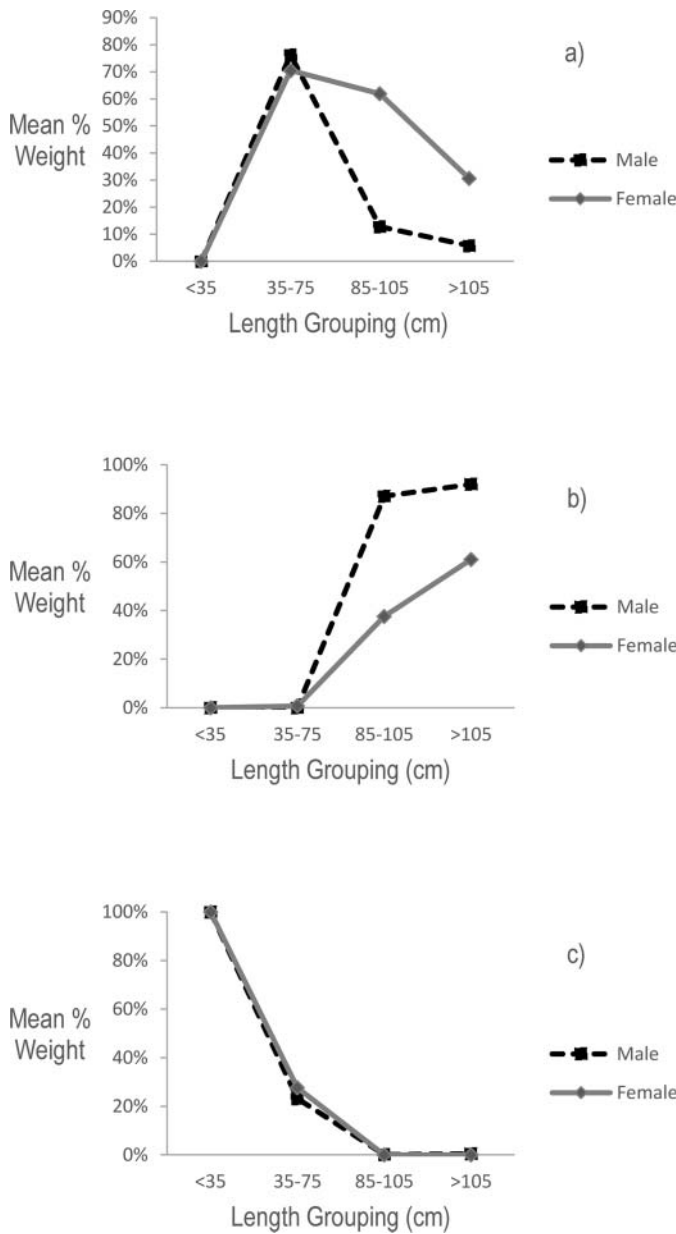 90%
80%
a)
70%
60%
Mean %
Weight
50%
40%
Male
30%
Female
20%
10%
0%
<35 35-75 85-105 >105
Length Grouping (cm)
100%
b)
80%
Mean %
Weight
60%
Male
40%
Female
20%
0%
<35 35-75 85-105 >105
Length Grouping (cm)
100%
c)
80%
Mean %
Weight
60%
Male
40%
Female
20%
0%
<35 35-75 85-105 >105
Length Grouping (cm)